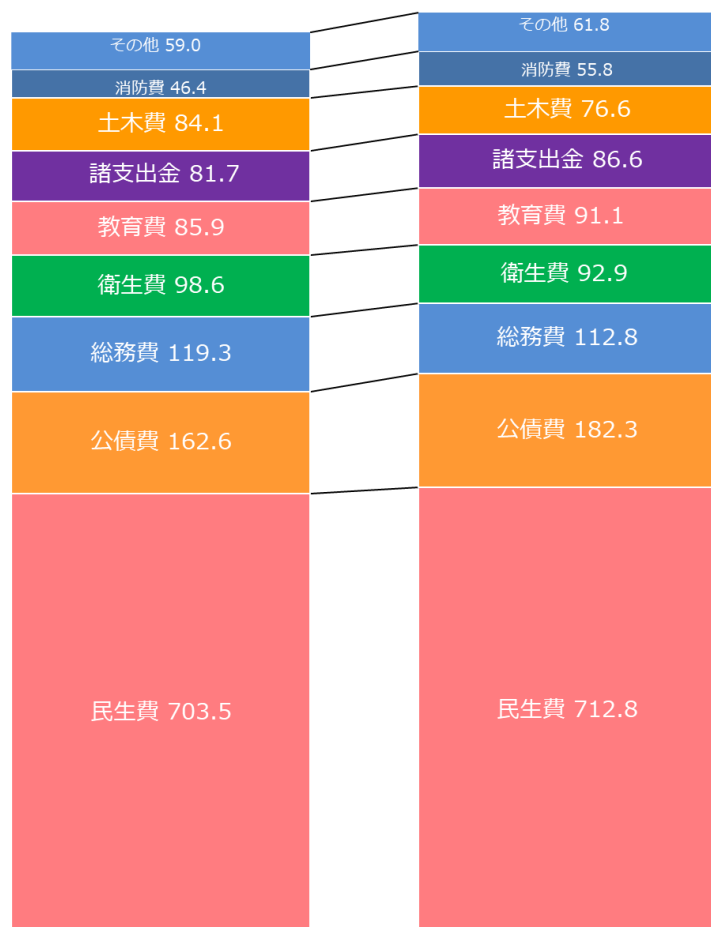 その他 59.0
消防費 46.4
土木費 84.1
諸支出金 81.7
教育費 85.9
衛生費 98.6
総務費 119.3
公債費 162.6
民生費 703.5
その他 61.8
消防費 55.8
土木費 76.6
諸支出金 86.6
教育費 91.1
衛生費 92.9
総務費 112.8
公債費 182.3
民生費 712.8